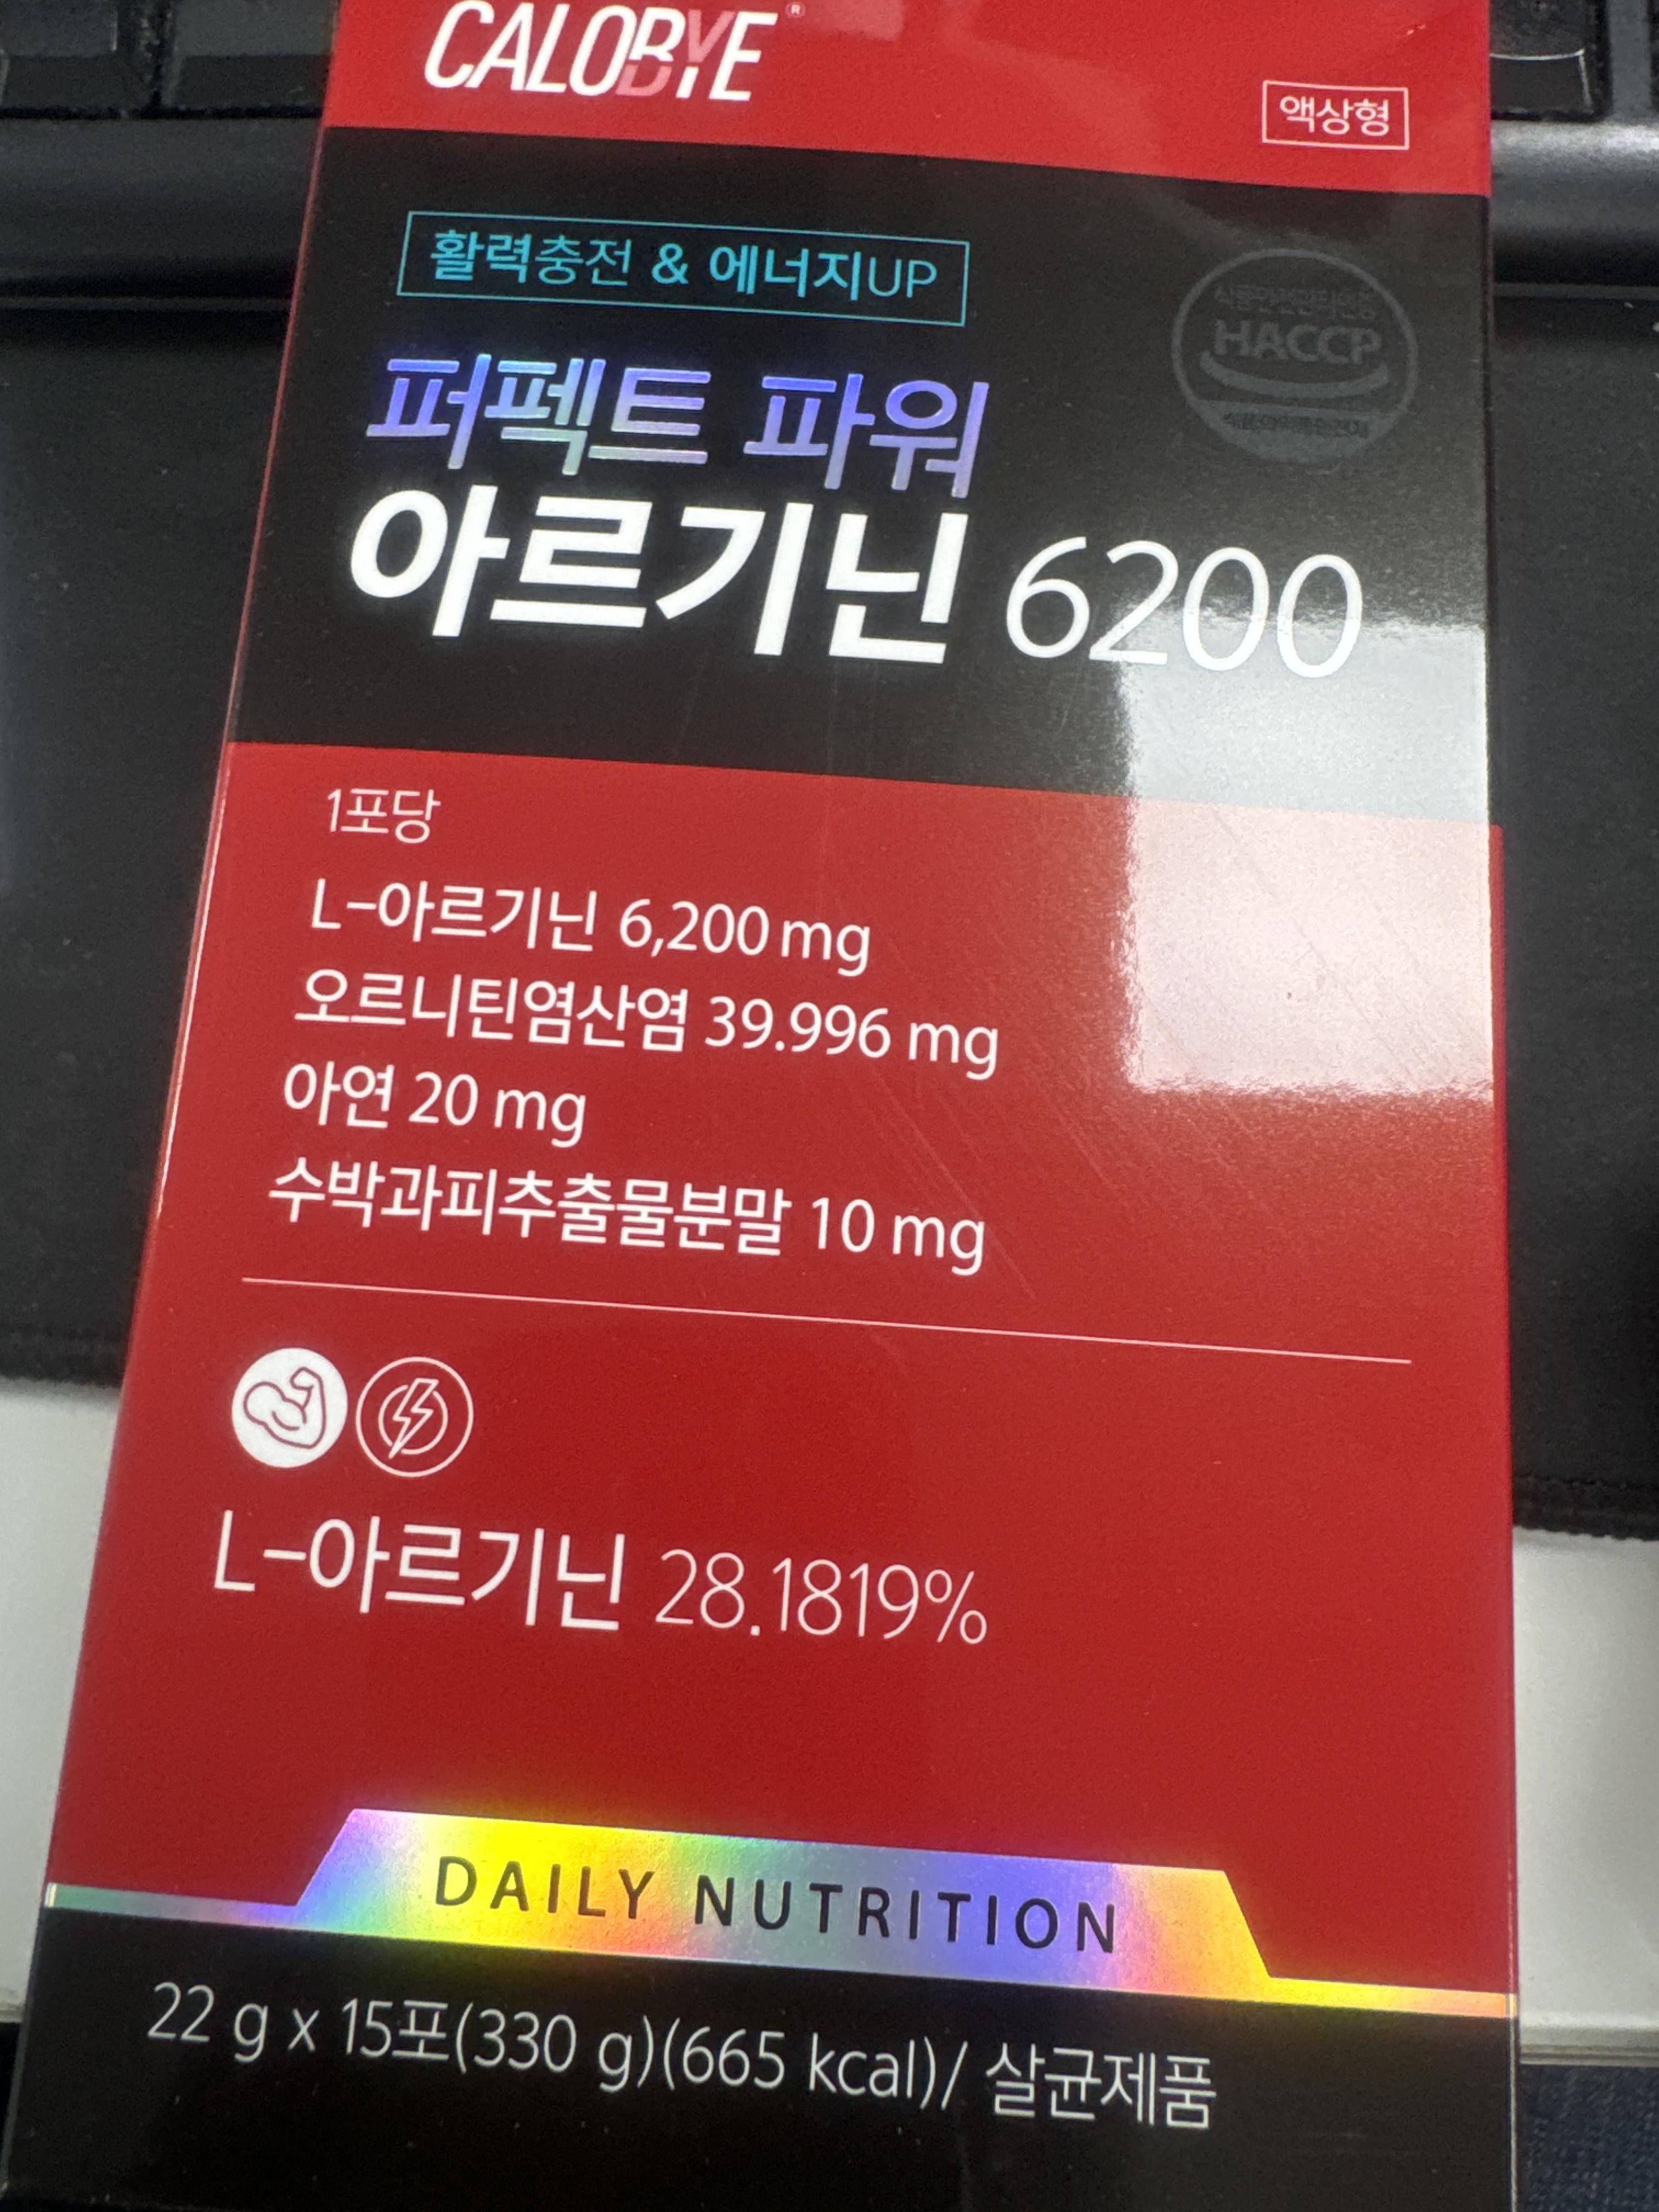 CALOBYE®
액상형
활력충전 & 에너지UP
HACCP
퍼펙트 파워
아르기닌 6200
1포당
L-아르기닌 6,200 mg
오르니틴염산염 39.996 mg
아연 20 mg
수박과피추출물분말 10 mg
L-아르기닌 28.1819%
DAILY NUTRITION
22 g x 15포(330 g)(665 kcal)/ 살균제품